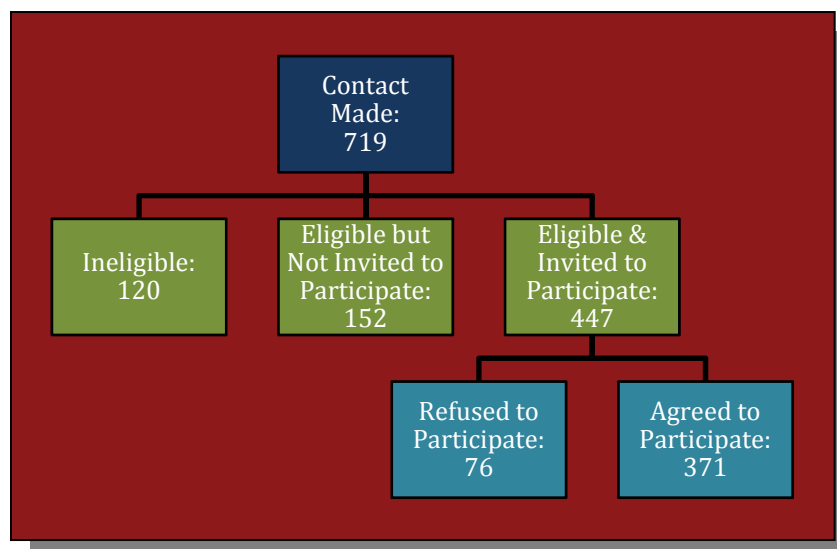 Contact
Made:
719
Ineligible:
120
Eligible but
Not Invited to
Participate:
152
Eligible &
Invited to
Participate:
447
Refused to
Participate:
76
Agreed to
Participate:
371